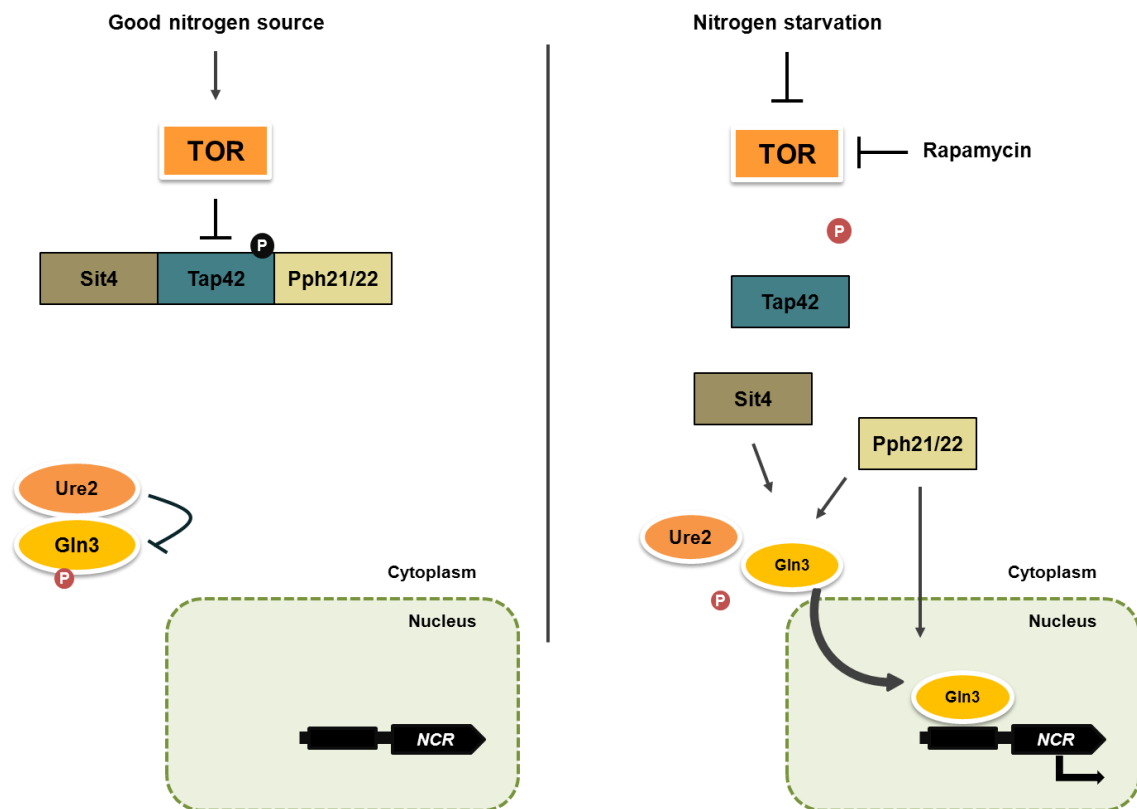 Good nitrogen source
TOR
P
Sit4 Tap42 Pph21/22
Ure2
Gln3
P
Cytoplasm
Nucleus
NCR
Nitrogen starvation
TOR
Rapamycin
P
Tap42
Sit4
Pph21/22
Ure2
Gln3
P
Cytoplasm
Nucleus
Gln3
NCR